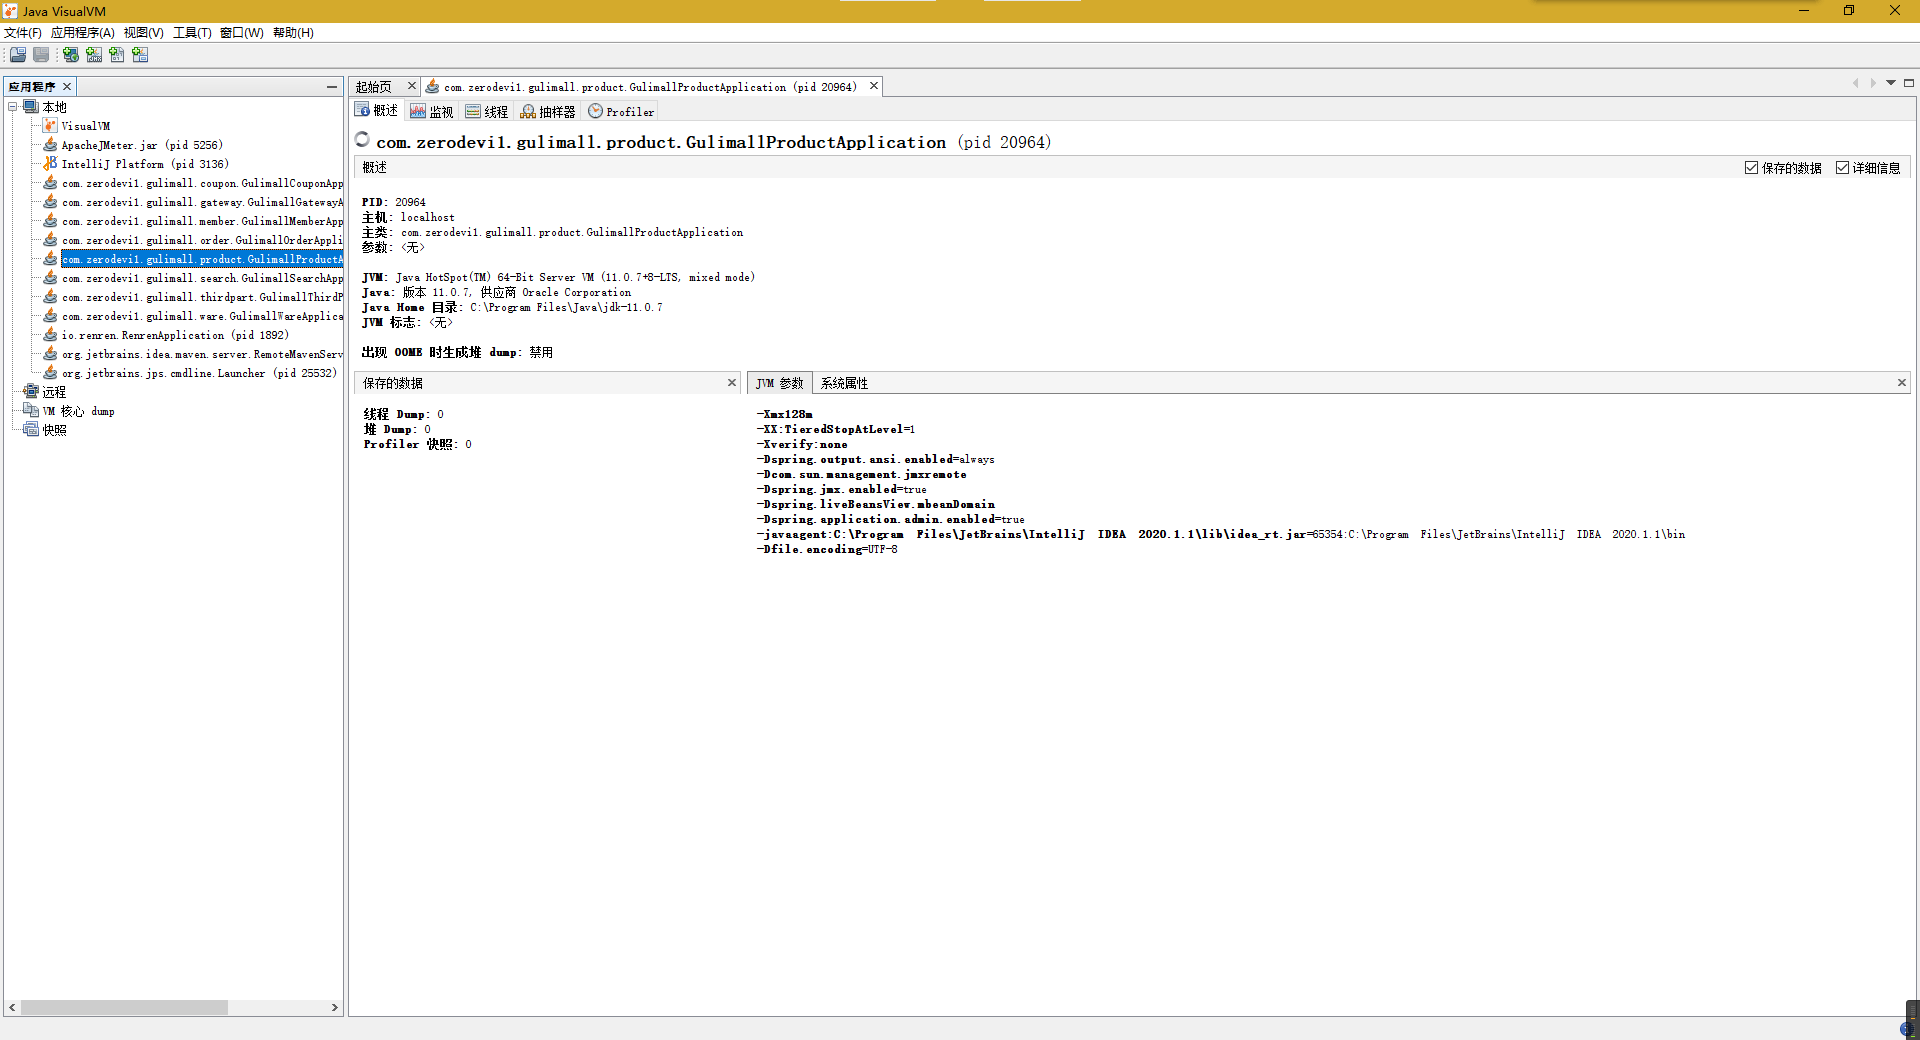 Java VisualVM
文件(F) 应用程序(A) 视图(V) 工具(T) 窗口(W) 帮助(H)
应用程序
本地
VisualVM
ApacheJMeter.jar (pid 5256)
IntelliJ Platform (pid 3136)
com.zerodevi1.gulimall.coupon.GulimallCouponApp
com.zerodevi1.gulimall.gateway.GulimallGatewayA
com.zerodevi1.gulimall.member.GulimallMemberApp
com.zerodevi1.gulimall.order.GulimallOrderAppli
com.zerodevi1.gulimall.product.GulimallProductA
com.zerodevi1.gulimall.search.GulimallSearchApp
com.zerodevi1.gulimall.thirdpart.GulimallThirdP
com.zerodevi1.gulimall.ware.GulimallWareApplica
io.renren.RenrenApplication (pid 1892)
org.jetbrains.idea.maven.server.RemoteMavenServ
org.jetbrains.jps.cmdline.Launcher (pid 25532)
远程
VM 核心 dump
快照
起始页 com.zerodevi1.gulimall.product.GulimallProductApplication (pid 20964)
概述 监视 线程 抽样器 Profiler
com.zerodevi1.gulimall.product.GulimallProductApplication (pid 20964)
概述 保存的数据 详细信息
PID: 20964
主机: localhost
主类: com.zerodevi1.gulimall.product.GulimallProductApplication
参数: <无>
JVM: Java HotSpot(TM) 64-Bit Server VM (11.0.7+8-LTS, mixed mode)
Java: 版本 11.0.7, 供应商 Oracle Corporation
Java Home 目录: C:\Program Files\Java\jdk-11.0.7
JVM 标志: <无>
出现 OOME 时生成堆 dump: 禁用
保存的数据
线程 Dump: 0
堆 Dump: 0
Profiler 快照: 0
JVM 参数 系统属性
-Xmx128m
-XX:TieredStopAtLevel=1
-Xverify:none
-Dspring.output.ansi.enabled=always
-Dcom.sun.management.jmxremote
-Dspring.jmx.enabled=true
-Dspring.liveBeansView.mbeanDomain
-Dspring.application.admin.enabled=true
-javaagent:C:\Program Files\JetBrains\IntelliJ IDEA 2020.1.1\lib\idea_rt.jar=65354:C:\Program Files\JetBrains\IntelliJ IDEA 2020.1.1\bin
-Dfile.encoding=UTF-8